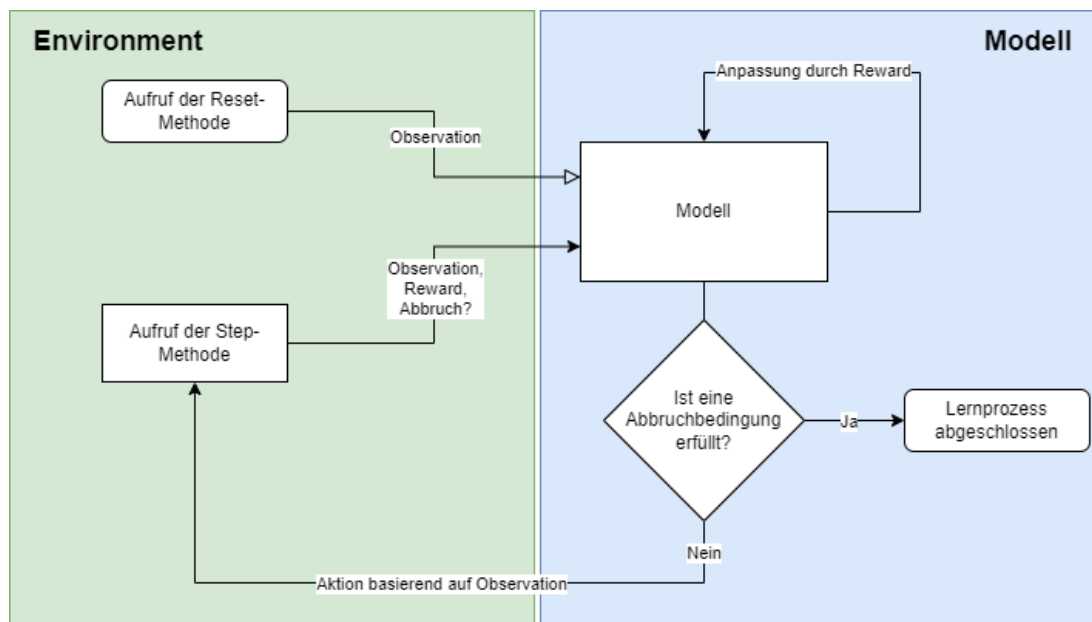 Environment
Modell
Anpassung durch Reward
Aufruf der Reset-
Methode
Observation
Modell
Observation,
Reward,
Abbruch?
Aufruf der Step-
Methode
Ist eine
Abbruchbedingung
erfüllt?
Ja
Lernprozess
abgeschlossen
Nein
Aktion basierend auf Observation